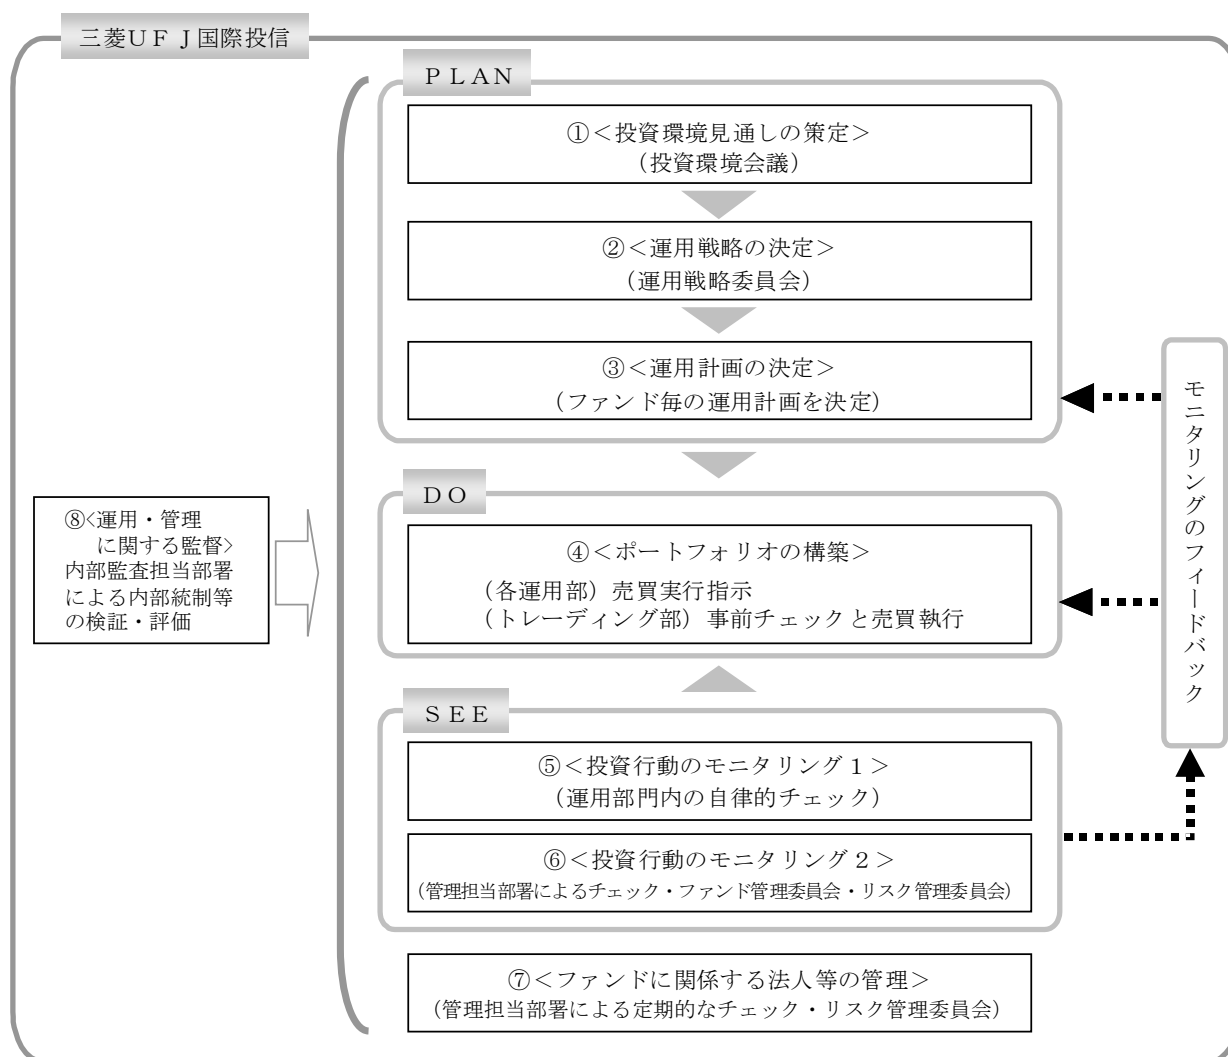 三菱ＵＦＪ国際投信
ＰＬＡＮ
①＜投資環境見通しの策定＞
（投資環境会議）
②＜運用戦略の決定＞
（運用戦略委員会）
③＜運用計画の決定＞
（ファンド毎の運用計画を決定）
ＤＯ
④＜ポートフォリオの構築＞
（各運用部）売買実行指示
（トレーディング部）事前チェックと売買執行
ＳＥＥ
⑤＜投資行動のモニタリング１＞
（運用部門内の自律的チェック）
⑥＜投資行動のモニタリング２＞
（管理担当部署によるチェック・ファンド管理委員会・リスク管理委員会）
⑦＜ファンドに関係する法人等の管理＞
（管理担当部署による定期的なチェック・リスク管理委員会）
⑧<運用・管理
に関する監督>
内部監査担当部署
による内部統制等
の検証・評価
モニタリングのフィードバック